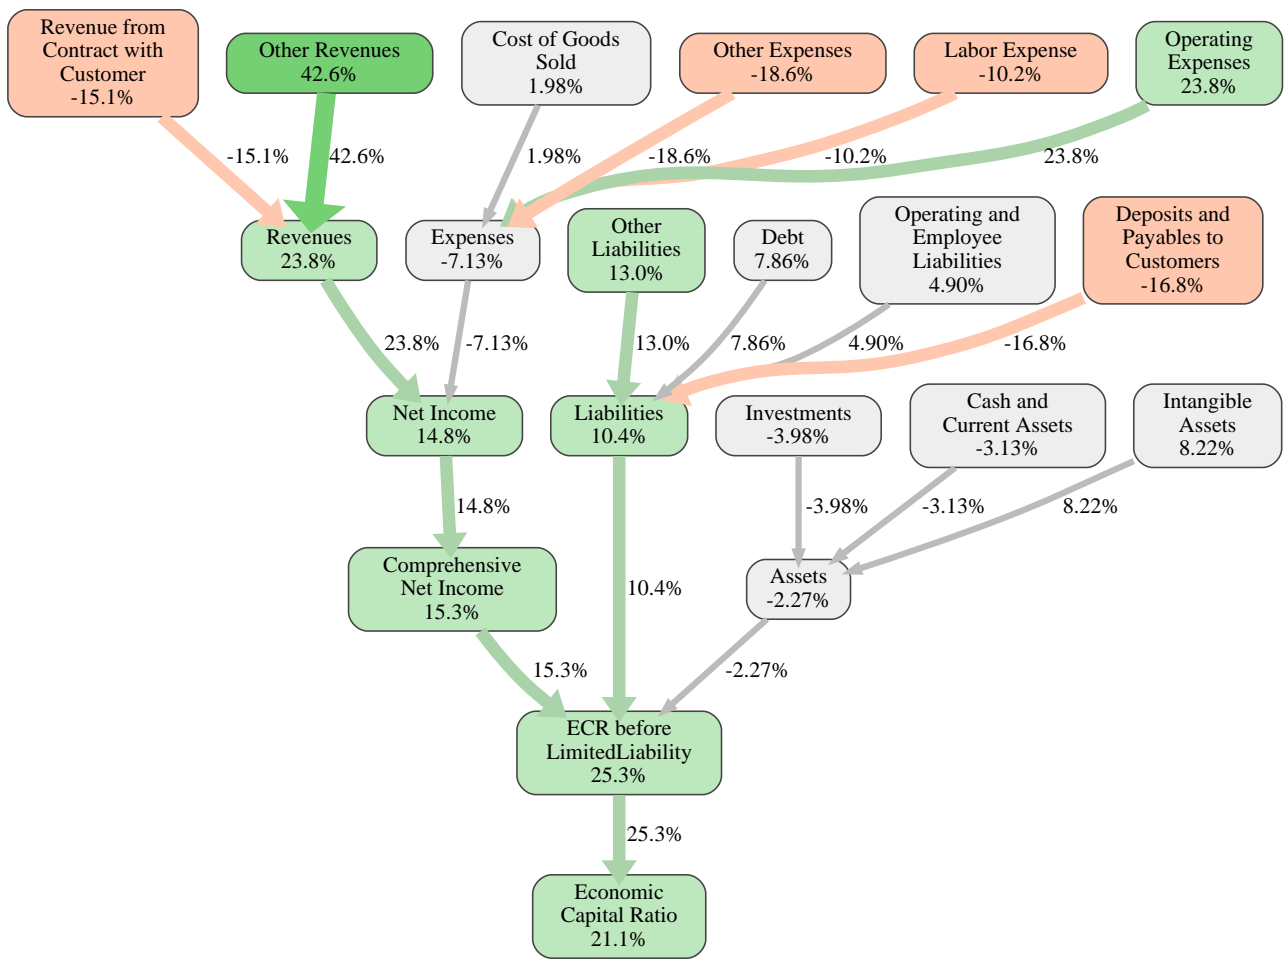 Revenue from
Contract with
Customer
-15.1%
Other Revenues
42.6%
Cost of Goods
Sold
1.98%
Other Expenses
-18.6%
Labor Expense
-10.2%
Operating
Expenses
23.8%
-15.1%
42.6%
1.98%
-18.6%
-10.2%
23.8%
Revenues
23.8%
Expenses
-7.13%
Other
Liabilities
13.0%
Debt
7.86%
Operating and
Employee
Liabilities
4.90%
Deposits and
Payables to
Customers
-16.8%
23.8%
-7.13%
13.0%
7.86%
4.90%
-16.8%
Net Income
14.8%
Liabilities
10.4%
Investments
-3.98%
Cash and
Current Assets
-3.13%
Intangible
Assets
8.22%
14.8%
-3.98%
-3.13%
8.22%
Comprehensive
Net Income
15.3%
10.4%
Assets
-2.27%
15.3%
-2.27%
ECR before
LimitedLiability
25.3%
25.3%
Economic
Capital Ratio
21.1%